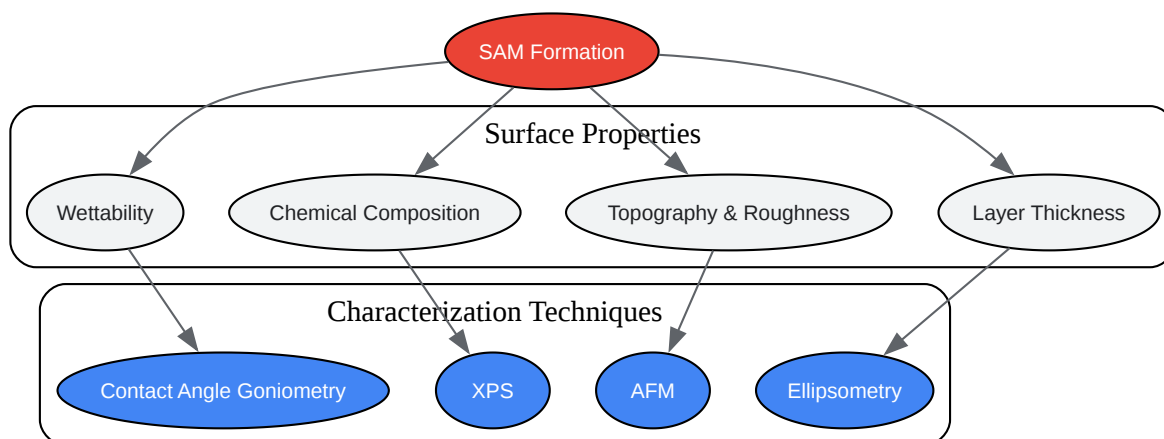 SAM Formation
Surface Properties
Wettability
Chemical Composition
Topography & Roughness
Layer Thickness
Characterization Techniques
Contact Angle Goniometry
XPS
AFM
Ellipsometry